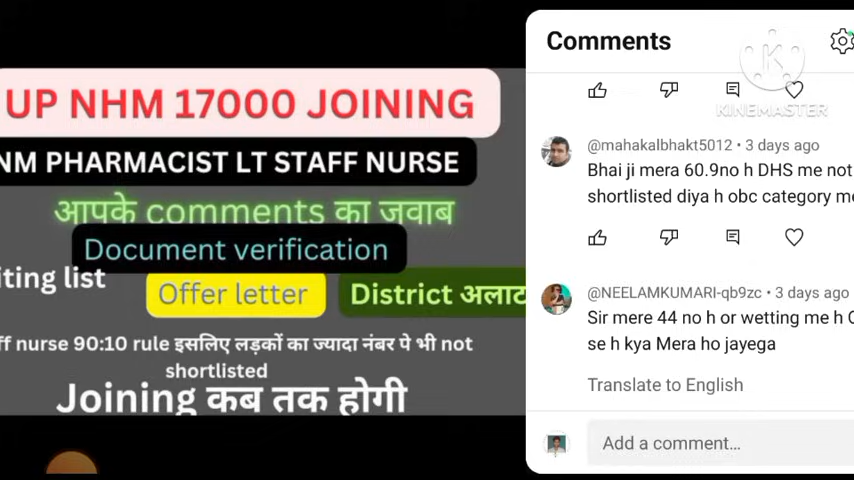 UP NHM 17000 JOINING
NM PHARMACIST LT STAFF NURSE
आपके comments का जवाब
Document verification
iting list
Offer letter
District अलाट
ff nurse 90:10 rule इसलिए लड़कों का ज्यादा नंबर पे भी not
shortlisted
Joining कब तक होगी
Comments
KINEMASTER
@mahakalbhakt5012 • 3 days ago
Bhai ji mera 60.9no h DHS me not
shortlisted diya h obc category me
@NEELAMKUMARI-qb9zc • 3 days ago
Sir mere 44 no h or wetting me h
se h kya Mera ho jayega
Translate to English
Add a comment...